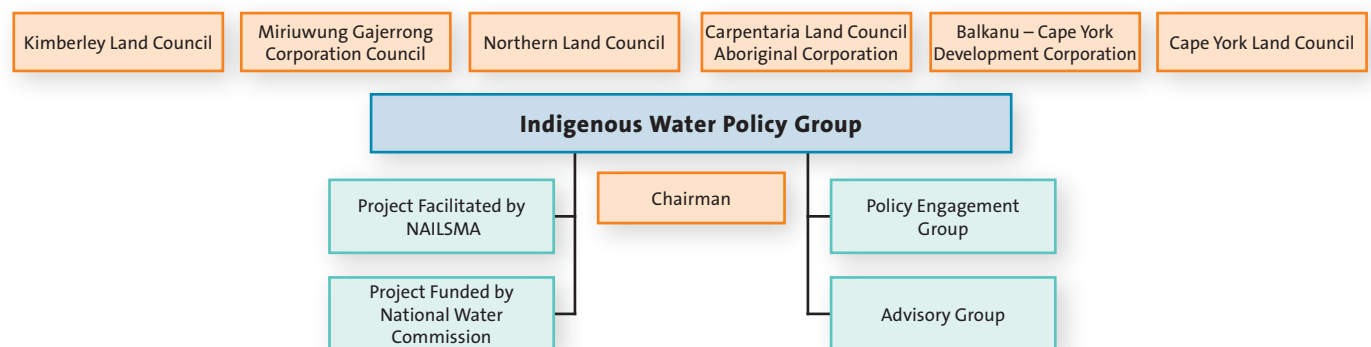 Kimberley Land Council
Miriuwung Gajerrong
Corporation Council
Northern Land Council
Carpentaria Land Council
Aboriginal Corporation
Balkanu – Cape York
Development Corporation
Cape York Land Council
Indigenous Water Policy Group
Project Facilitated by
NAILSMA
Chairman
Policy Engagement
Group
Project Funded by
National Water
Commission
Advisory Group